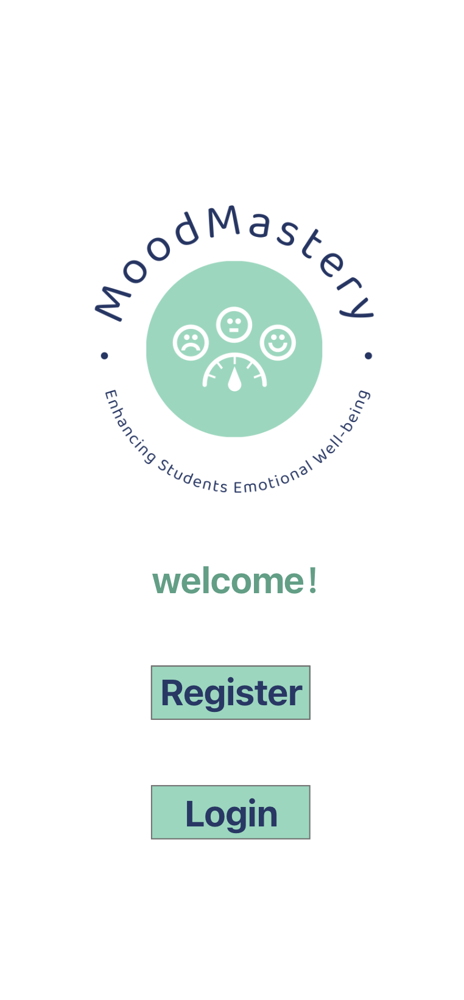 MoodMastery
Enhancing Students Emotional Well-being
welcome!
Register
Login